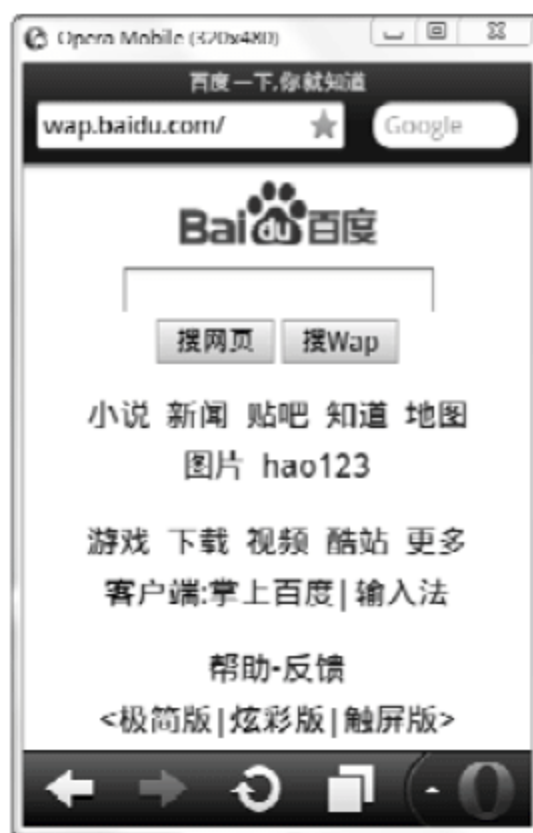 Opera Mobile (320x480)
百度一下,你就知道
wap.baidu.com/ Google
Bai du 百度
搜网页 搜Wap
小说 新闻 贴吧 知道 地图
图片 hao123
游戏 下载 视频 酷站 更多
客户端:掌上百度|输入法
帮助-反馈
<极简版|炫彩版|触屏版>